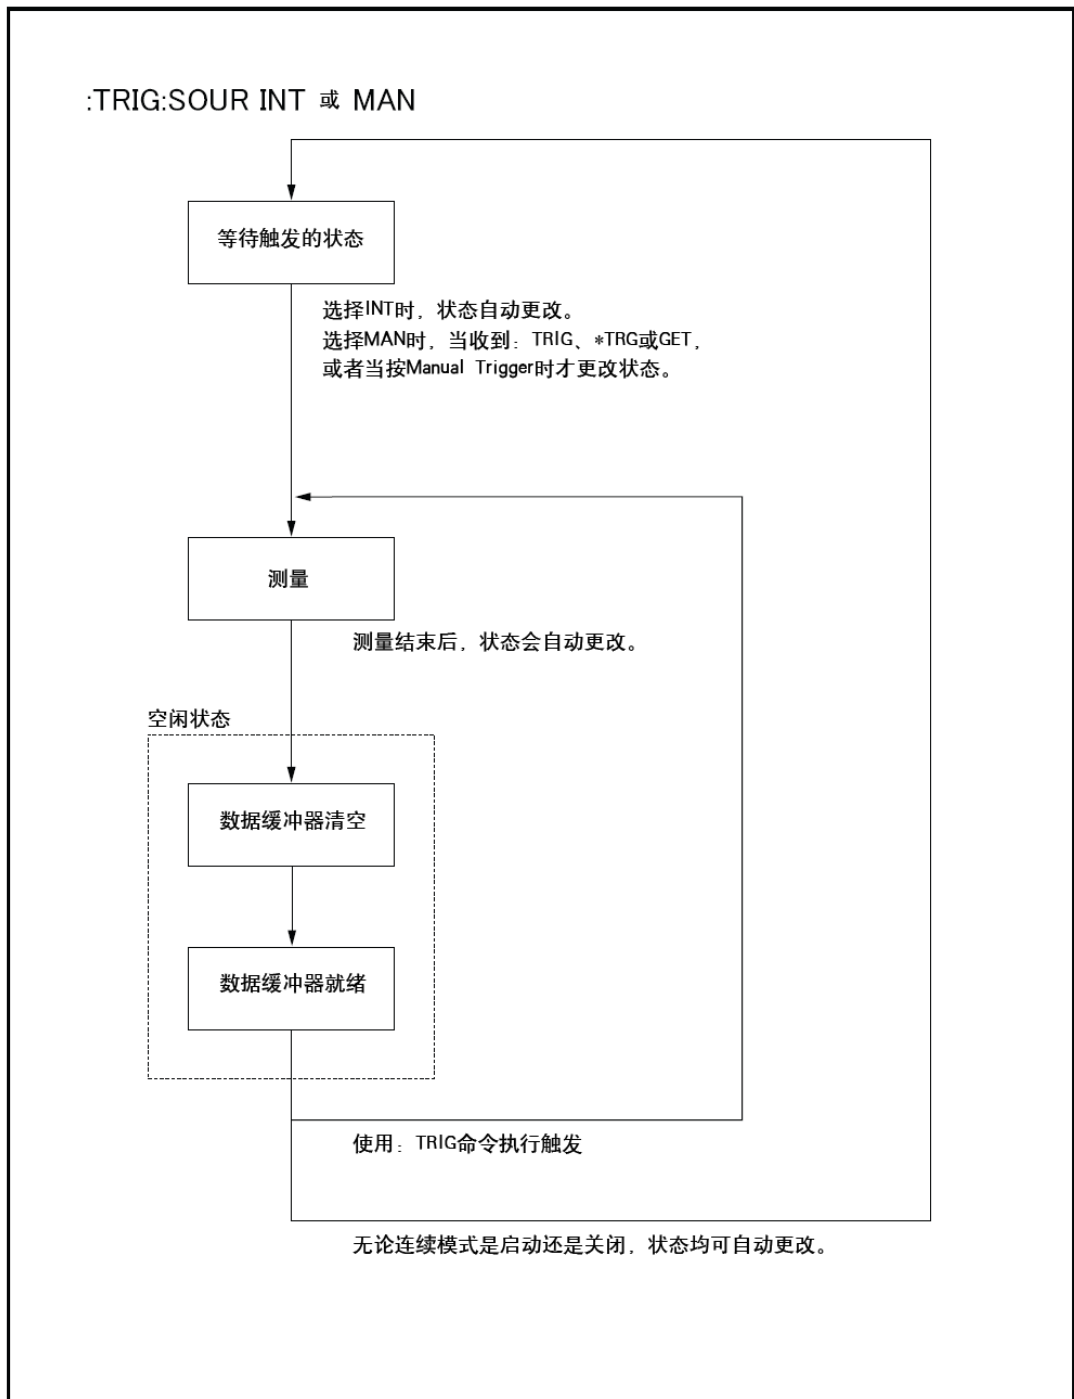 :TRIG:SOUR INT 或 MAN
等待触发的状态
选择INT时，状态自动更改。
选择MAN时，当收到：TRIG、*TRG或GET，
或者当按Manual Trigger时才更改状态。
测量
测量结束后，状态会自动更改。
空闲状态
数据缓冲器清空
数据缓冲器就绪
使用：TRIG命令执行触发
无论连续模式是启动还是关闭，状态均可自动更改。